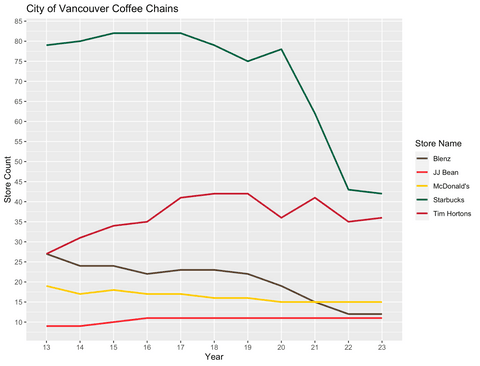 City of Vancouver Coffee Chains
85
80
75
70
65
60
55
50
45
40
35
30
25
20
15
10
Store Count
13 14 15 16 17 18 19 20 21 22 23
Year
Store Name
Blenz
JJ Bean
McDonald's
Starbucks
Tim Hortons